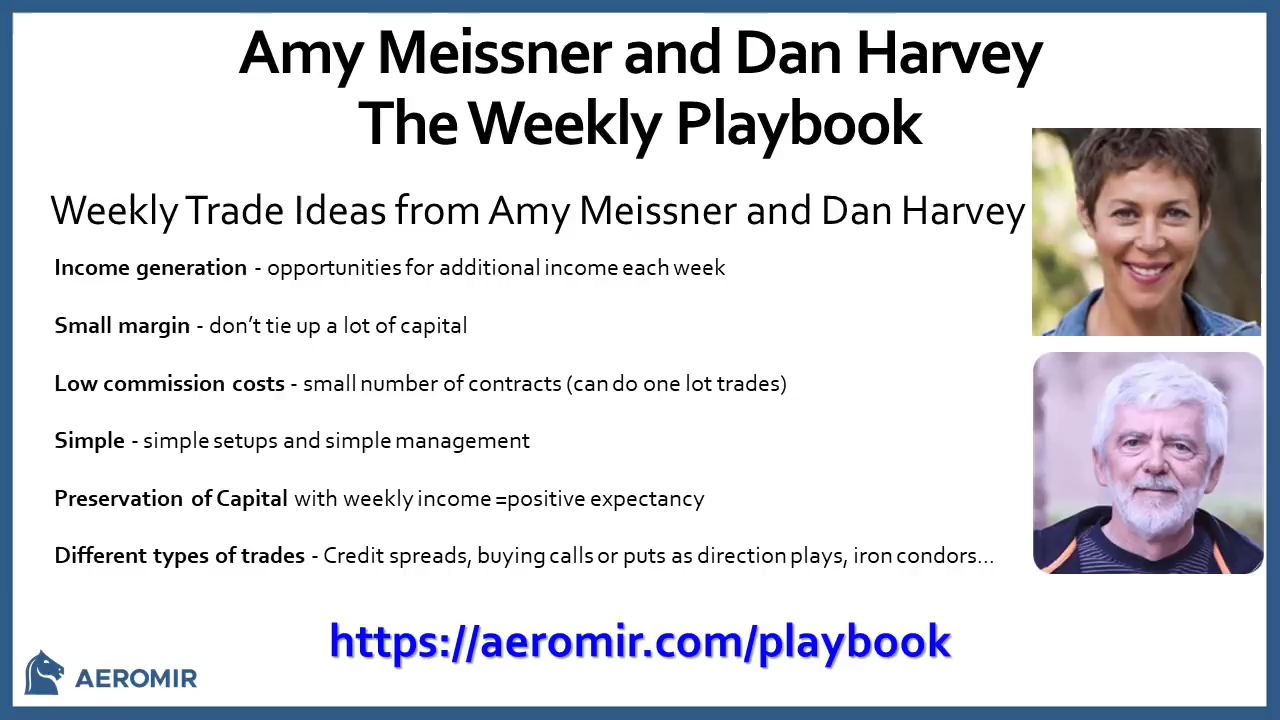 Amy Meissner and Dan Harvey
The Weekly Playbook
Weekly Trade Ideas from Amy Meissner and Dan Harvey
Income generation - opportunities for additional income each week
Small margin - don’t tie up a lot of capital
Low commission costs - small number of contracts (can do one lot trades)
Simple - simple setups and simple management
Preservation of Capital with weekly income =positive expectancy
Different types of trades - Credit spreads, buying calls or puts as direction plays, iron condors...
https://aeromir.com/playbook
AEROMIR